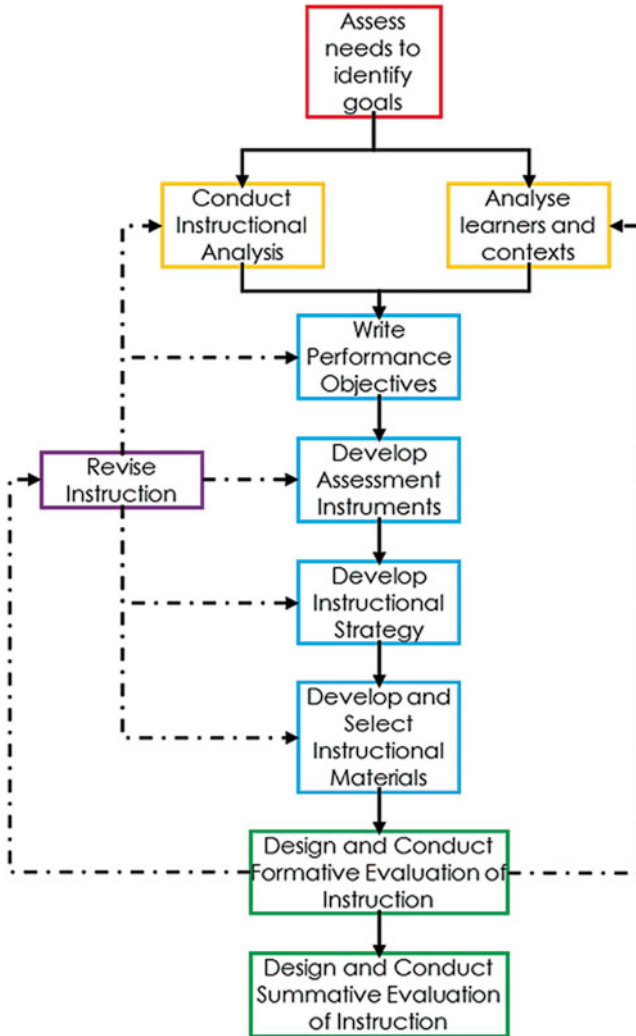 Assess
needs to
identify
goals
Conduct
Instructional
Analysis
Analyse
learners and
contexts
Write
Performance
Objectives
Revise
Instruction
Develop
Assessment
Instruments
Develop
Instructional
Strategy
Develop and
Select
Instructional
Materials
Design and Conduct
Formative Evaluation of
Instruction
Design and Conduct
Summative Evaluation
of Instruction